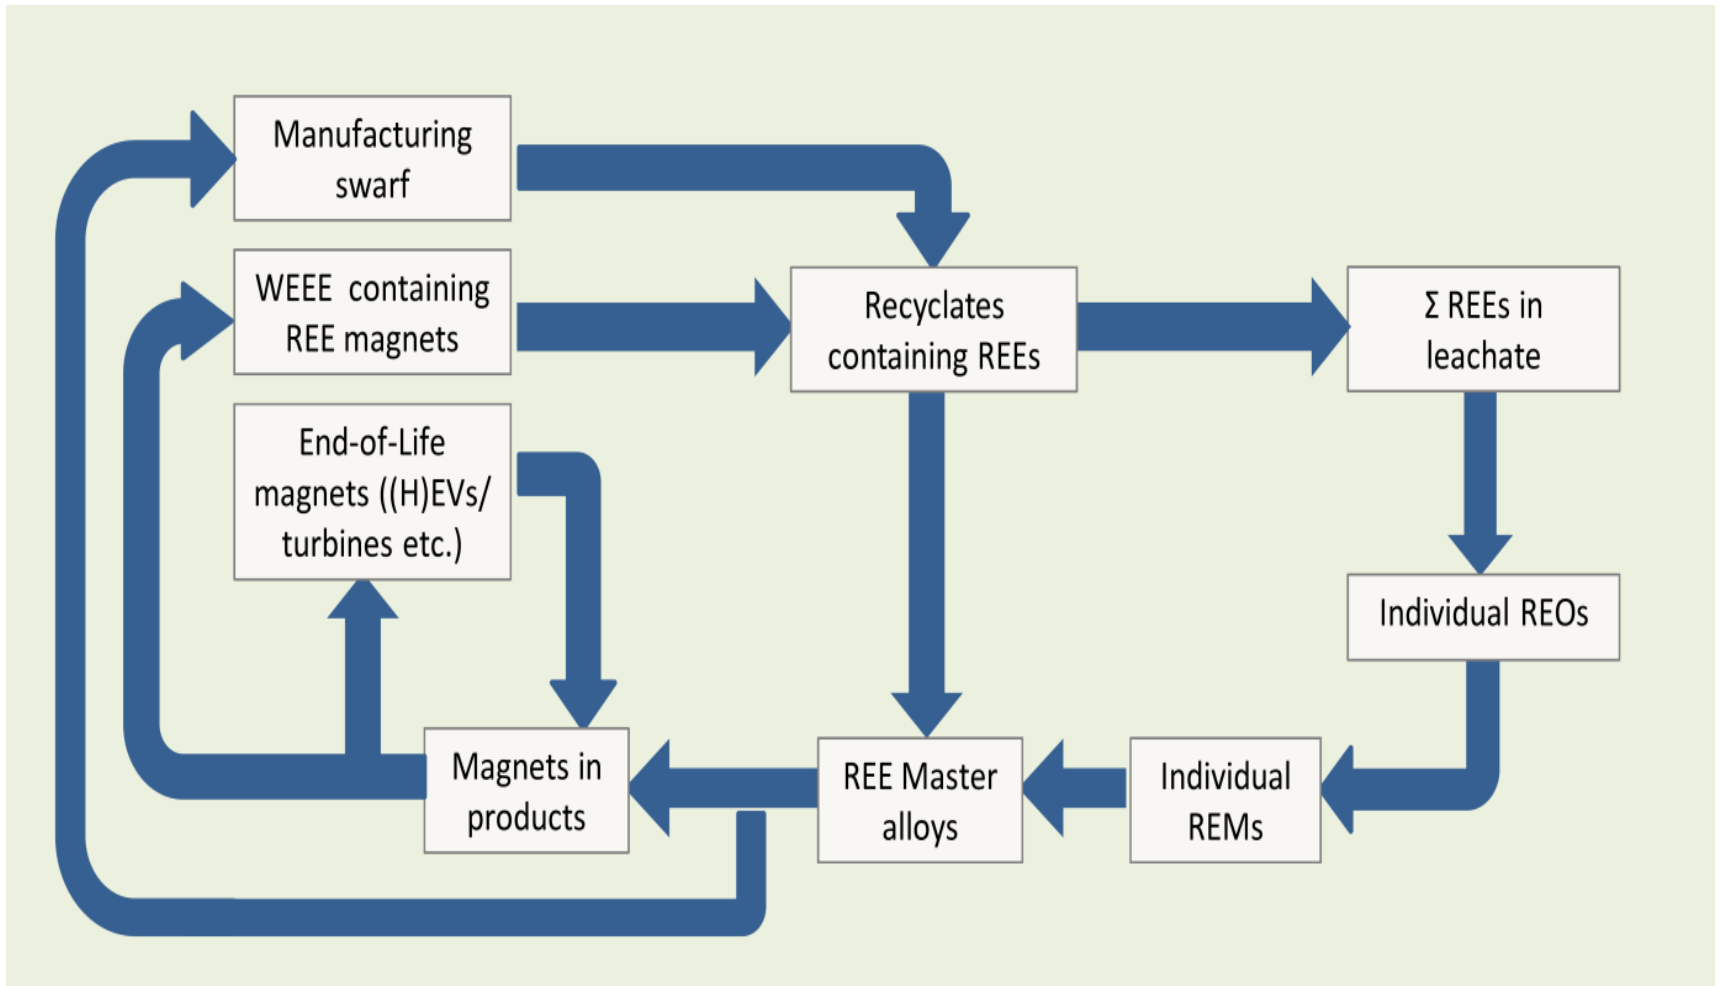 Manufacturing
swarf
WEEE containing
REE magnets
End-of-Life
magnets ((H)EVs/
turbines etc.)
Recyclates
containing REEs
Σ REEs in
leachate
Individual REOs
Magnets in
products
REE Master
alloys
Individual
REMs